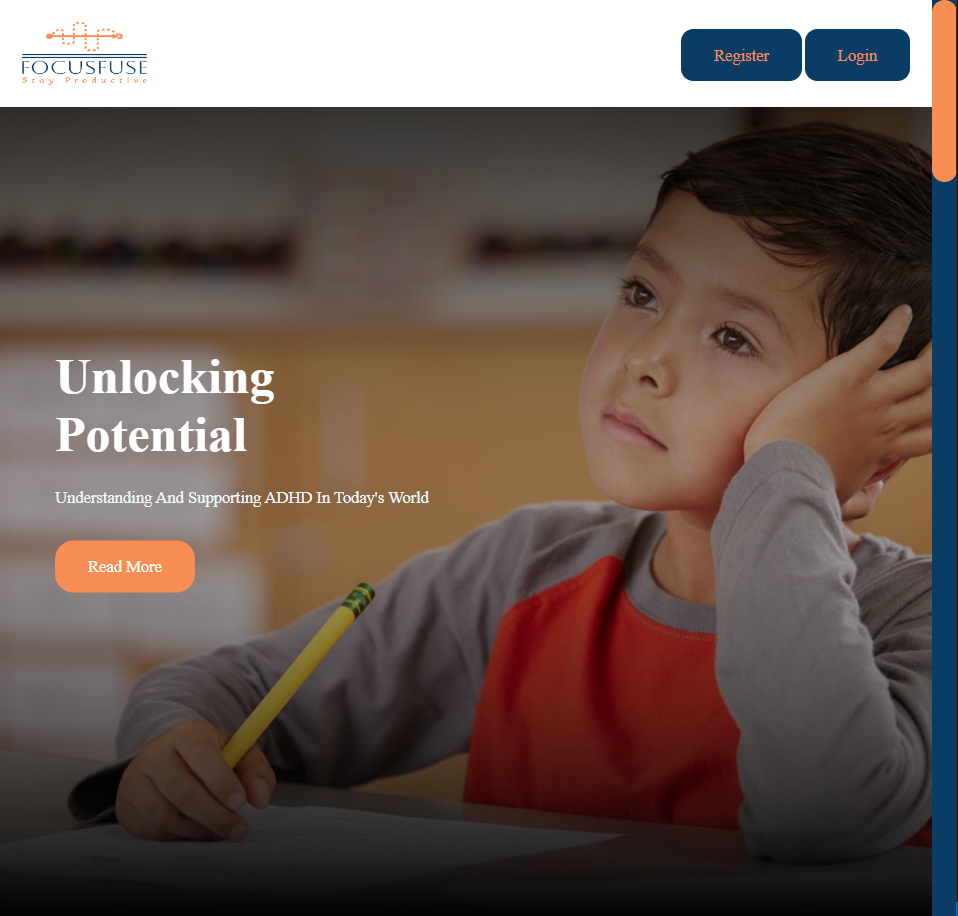 FOCUSFUSE
Stay Productive
Register
Login
Unlocking
Potential
Understanding And Supporting ADHD In Today's World
Read More